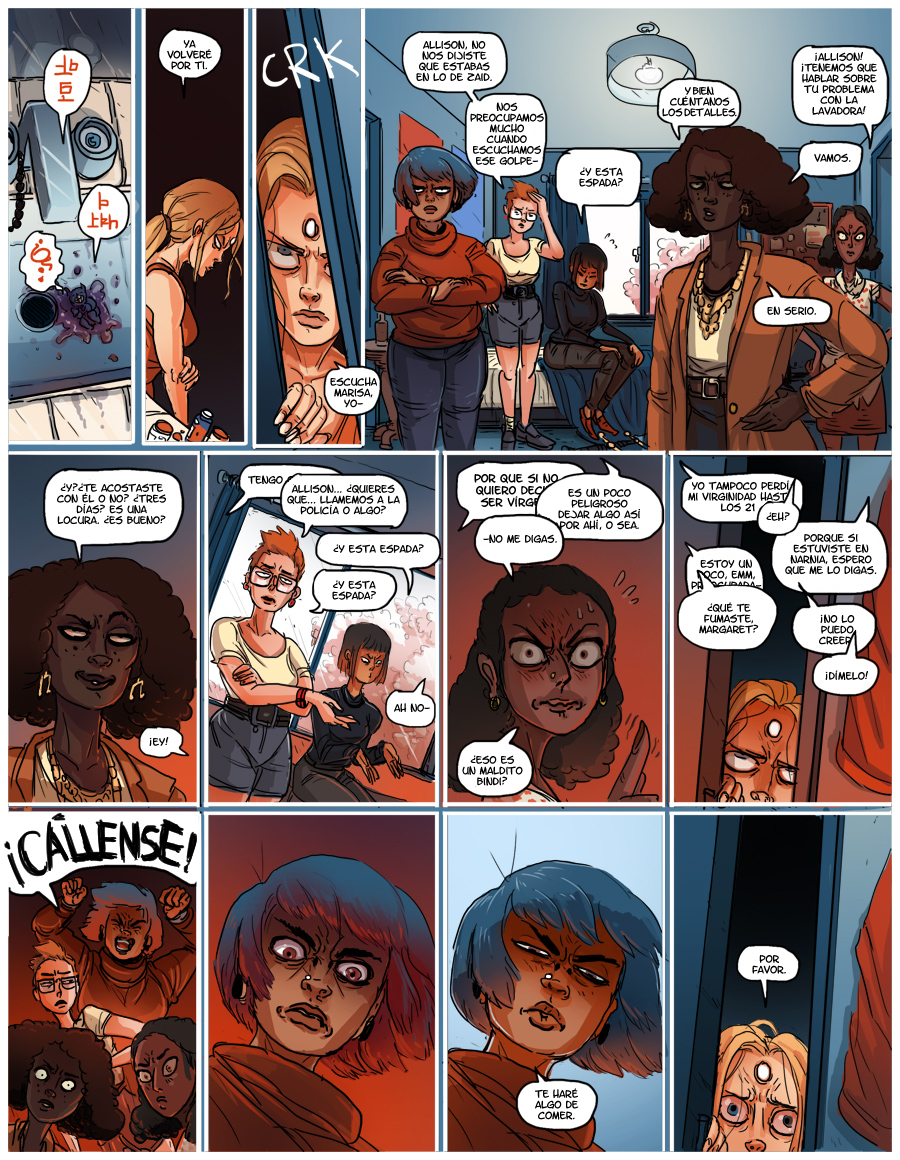 YA
VOLVERÉ
POR TI.
CRK
ESCUCHA
MARISA,
YO-
ALLISON, NO
NOS DIJISTE
QUE ESTABAS
EN LO DE ZAID.
NOS
PREOCUPAMOS
MUCHO
CUANDO
ESCUCHAMOS
ESE GOLPE-
¿Y ESTA
ESPADA?
Y BIEN
CUÉNTANOS
LOS DETALLES.
¡ALLISON!
¡TENEMOS QUE
HABLAR SOBRE
TU PROBLEMA
CON LA
LAVADORA!
VAMOS.
EN SERIO.
¿Y?¿TE ACOSTASTE
CON ÉL O NO? ¿TRES
DÍAS? ES UNA
LOCURA. ¿ES BUENO?
¡EY!
TENGO
ALLISON... ¿QUIERES
QUE... LLAMEMOS A LA
POLICÍA O ALGO?
¿Y ESTA ESPADA?
¿Y ESTA
ESPADA?
AH NO-
POR QUE SI NO
QUIERO
SER
ES UN POCO
PELIGROSO
DEJAR ALGO ASÍ
POR AHÍ, O SEA.
-NO ME DIGAS.
¿ESO ES
UN MALDITO
BINDI?
YO TAMPOCO PERDÍ
MI VIRGINIDAD
LOS 21
¿EH?
PORQUE SI
ESTUVISTE EN
NARNIA, ESPERO
QUE ME LO DIGAS.
ESTOY UN
POCO, EMM,
¿QUÉ TE
FUMASTE,
MARGARET?
¡NO LO
PUEDO
CREER
¡DÍMELO!
¡CÁLLENSE!
TE HARÉ
ALGO DE
COMER.
POR
FAVOR.